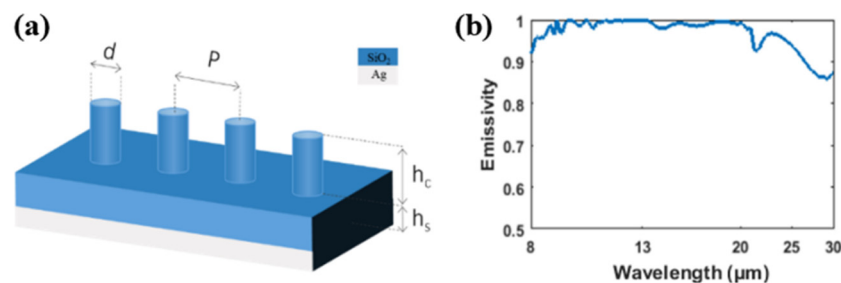 (a)
d
P
SiO₂
Ag
h꜀
hₛ
(b)
Emissivity
1
0.9
0.8
0.7
0.6
0.5
8 13 20 25 30
Wavelength (μm)